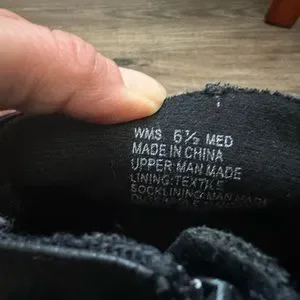 WMS. 6½ MED
MADE IN CHINA
UPPER-MAN MADE
LINING:TEXTILE
SOCKLINING:MAN MADE